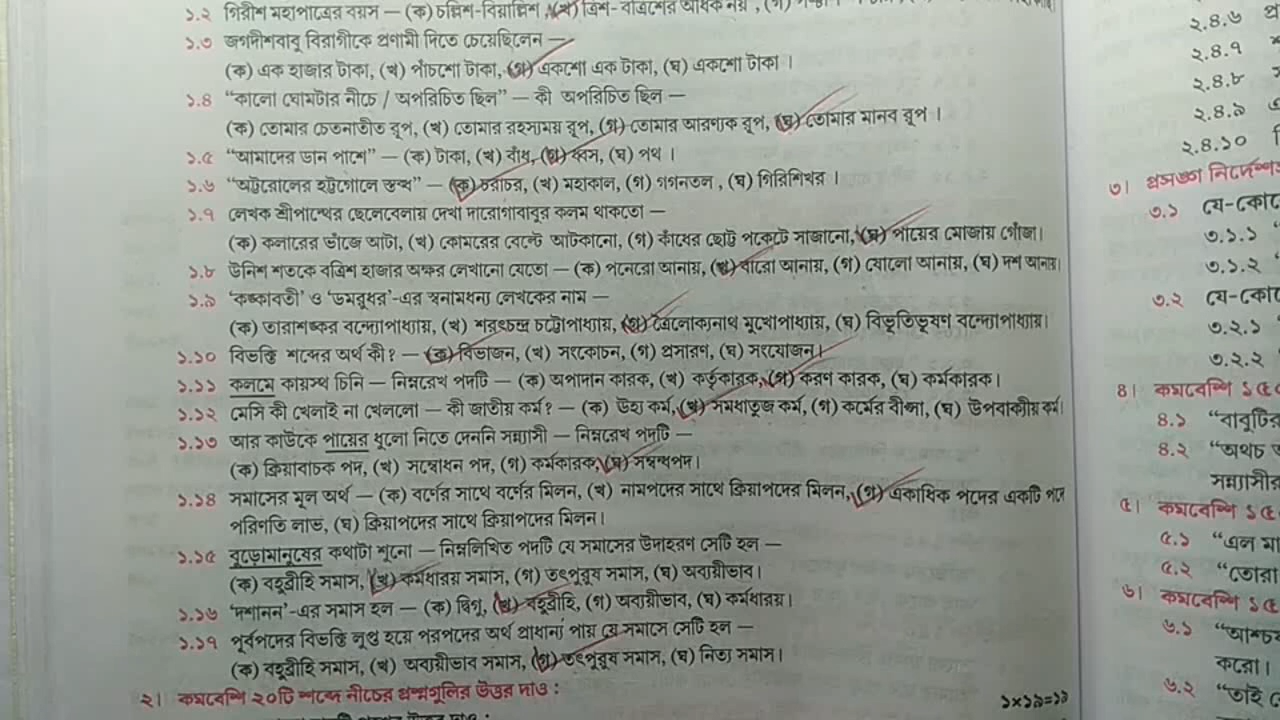 ১.২ গিরীশ মহাপাত্রের বয়স — (ক) চল্লিশ-বিয়াল্লিশ, (খ) ত্রিশ-বত্রিশের অধিক নয়, (গ)
১.৩ জগদীশবাবু বিরাগীকে প্রণামী দিতে চেয়েছিলেন —
(ক) এক হাজার টাকা, (খ) পাঁচশো টাকা, (গ) একশো এক টাকা, (ঘ) একশো টাকা।
১.৪ “কালো ঘোমটার নীচে / অপরিচিত ছিল” — কী অপরিচিত ছিল —
(ক) তোমার চেতনাতীত রূপ, (খ) তোমার রহস্যময় রূপ, (গ) তোমার আরণ্যক রূপ, (ঘ) তোমার মানব রূপ।
১.৫ “আমাদের ডান পাশে” — (ক) টাকা, (খ) বাঁধ, (গ) ধ্বস, (ঘ) পথ।
১.৬ “অট্টরোলের হট্টগোলে স্তব্ধ” — (ক) চরাচর, (খ) মহাকাল, (গ) গগনতল, (ঘ) গিরিশিখর।
১.৭ লেখক শ্রীপান্থের ছেলেবেলায় দেখা দারোগাবাবুর কলম থাকতো —
(ক) কলারের ভাঁজে আটা, (খ) কোমরের বেল্টে আটকানো, (গ) কাঁধের ছোট্ট পকেটে সাজানো, (ঘ) পায়ের মোজায় গোঁজা।
১.৮ উনিশ শতকে বত্রিশ হাজার অক্ষর লেখানো যেতো — (ক) পনেরো আনায়, (খ) বারো আনায়, (গ) ষোলো আনায়, (ঘ) দশ আনায়।
১.৯ ‘কঙ্কাবতী’ ও ‘ডমরুধর’-এর স্বনামধন্য লেখকের নাম —
(ক) তারাশঙ্কর বন্দ্যোপাধ্যায়, (খ) শরৎচন্দ্র চট্টোপাধ্যায়, (গ) ত্রৈলোক্যনাথ মুখোপাধ্যায়, (ঘ) বিভূতিভূষণ বন্দ্যোপাধ্যায়।
১.১০ বিভক্তি শব্দের অর্থ কী? — (ক) বিভাজন, (খ) সংকোচন, (গ) প্রসারণ, (ঘ) সংযোজন।
১.১১ কলমে কায়স্থ চিনি — নিম্নরেখ পদটি — (ক) অপাদান কারক, (খ) কর্তৃকারক, (গ) করণ কারক, (ঘ) কর্মকারক।
১.১২ মেসি কী খেলাই না খেললো — কী জাতীয় কর্ম? — (ক) উহ্য কর্ম, (খ) সমধাতুজ কর্ম, (গ) কর্মের বীপ্সা, (ঘ) উপবাক্যীয় কর্ম।
১.১৩ আর কাউকে পায়ের ধুলো নিতে দেননি সন্ন্যাসী — নিম্নরেখ পদটি —
(ক) ক্রিয়াবাচক পদ, (খ) সম্বোধন পদ, (গ) কর্মকারক, (ঘ) সম্বন্ধপদ।
১.১৪ সমাসের মূল অর্থ — (ক) বর্ণের সাথে বর্ণের মিলন, (খ) নামপদের সাথে ক্রিয়াপদের মিলন, (গ) একাধিক পদের একটি পদে
পরিণতি লাভ, (ঘ) ক্রিয়াপদের সাথে ক্রিয়াপদের মিলন।
১.১৫ বুড়োমানুষের কথাটা শুনো — নিম্নলিখিত পদটি যে সমাসের উদাহরণ সেটি হল —
(ক) বহুব্রীহি সমাস, (খ) কর্মধারয় সমাস, (গ) তৎপুরুষ সমাস, (ঘ) অব্যয়ীভাব।
১.১৬ ‘দশানন’-এর সমাস হল — (ক) দ্বিগু, (খ) বহুব্রীহি, (গ) অব্যয়ীভাব, (ঘ) কর্মধারয়।
১.১৭ পূর্বপদের বিভক্তি লুপ্ত হয়ে পরপদের অর্থ প্রাধান্য পায় যে সমাসে সেটি হল —
(ক) বহুব্রীহি সমাস, (খ) অব্যয়ীভাব সমাস, (গ) তৎপুরুষ সমাস, (ঘ) নিত্য সমাস।
২। কমবেশি ২০টি শব্দে নীচের প্রশ্নগুলির উত্তর দাও :
১×১৯=১৯
২.৪.৬
২.৪.৭
২.৪.৮
২.৪.৯
২.৪.১০
৩। প্রসঙ্গ নির্দেশসহ
৩.১ যে-কোনো
৩.১.১
৩.১.২
৩.২ যে-কোনো
৩.২.১
৩.২.২
৪। কমবেশি ১৫০
৪.১ “বাবুটির
৪.২ “অথচ
সন্ন্যাসীর
৫। কমবেশি ১৫০
৫.১ “এল মা
৫.২ “তোরা
৬। কমবেশি ১৫০
৬.১ “আশ্চর্য
করো।
৬.২ “তাই